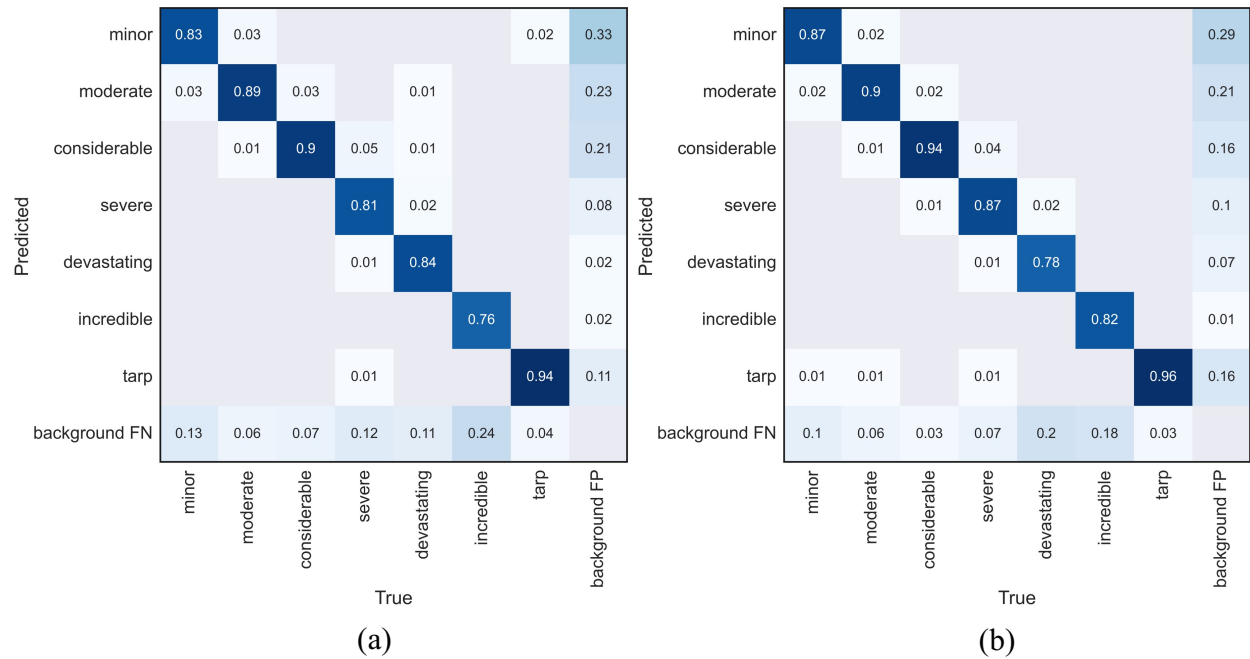 minor 0.83 0.03 0.02 0.33
moderate 0.03 0.89 0.03 0.01 0.23
considerable 0.01 0.9 0.05 0.01 0.21
severe 0.81 0.02 0.08
devastating 0.01 0.84 0.02
incredible 0.76 0.02
tarp 0.01 0.94 0.11
background FN 0.13 0.06 0.07 0.12 0.11 0.24 0.04
Predicted
minor
moderate
considerable
severe
devastating
incredible
tarp
background FP
True
(a)
minor 0.87 0.02 0.29
moderate 0.02 0.9 0.02 0.21
considerable 0.01 0.94 0.04 0.16
severe 0.01 0.87 0.02 0.1
devastating 0.01 0.78 0.07
incredible 0.82 0.01
tarp 0.01 0.01 0.01 0.96 0.16
background FN 0.1 0.06 0.03 0.07 0.2 0.18 0.03
Predicted
minor
moderate
considerable
severe
devastating
incredible
tarp
background FP
True
(b)